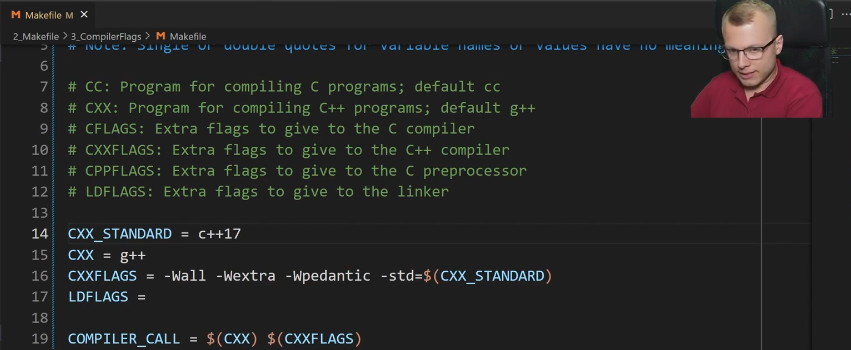 Makefile M
2_Makefile > 3_CompilerFlags > Makefile
5 # Note: Single or double quotes for variable names or values have no meaning
6
7 # CC: Program for compiling C programs; default cc
8 # CXX: Program for compiling C++ programs; default g++
9 # CFLAGS: Extra flags to give to the C compiler
10 # CXXFLAGS: Extra flags to give to the C++ compiler
11 # CPPFLAGS: Extra flags to give to the C preprocessor
12 # LDFLAGS: Extra flags to give to the linker
13
14 CXX_STANDARD = c++17
15 CXX = g++
16 CXXFLAGS = -Wall -Wextra -Wpedantic -std=$(CXX_STANDARD)
17 LDFLAGS =
18
19 COMPILER_CALL = $(CXX) $(CXXFLAGS)